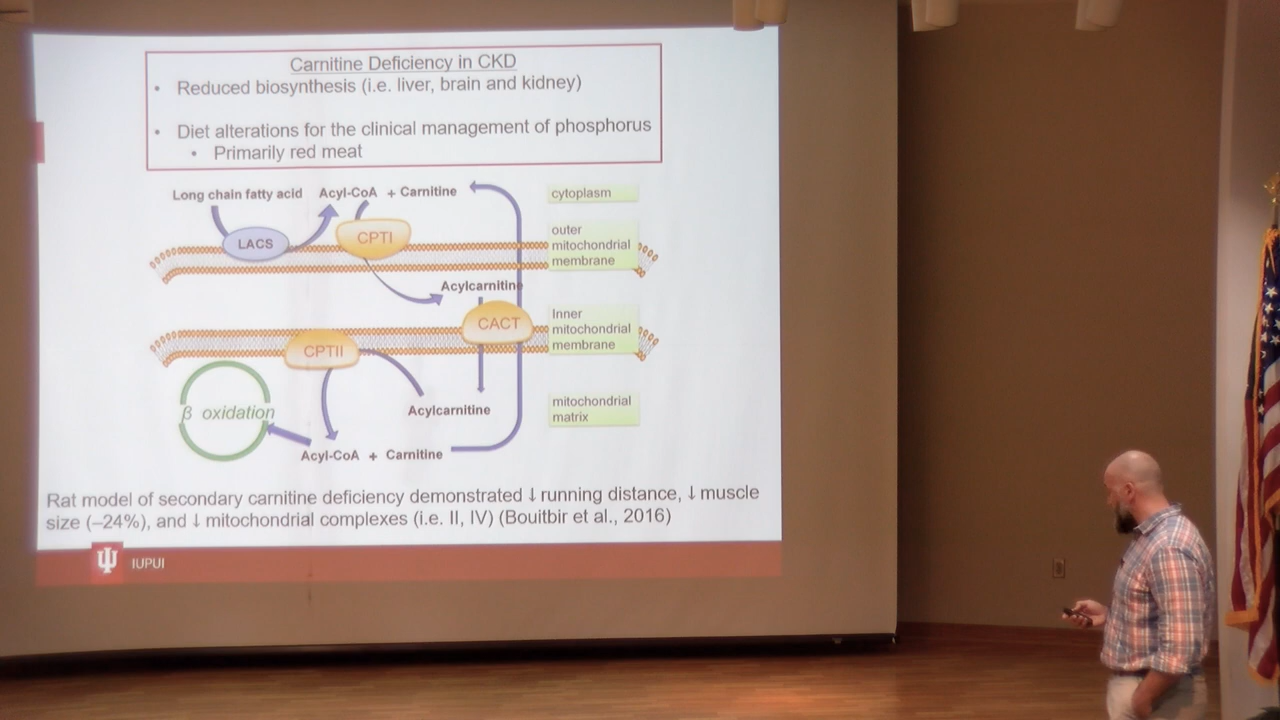 Carnitine Deficiency in CKD
• Reduced biosynthesis (i.e. liver, brain and kidney)
• Diet alterations for the clinical management of phosphorus
• Primarily red meat
Long chain fatty acid Acyl-CoA + Carnitine
cytoplasm
LACS
CPTI
outer
mitochondrial
membrane
Acylcarnitine
CACT
Inner
mitochondrial
membrane
CPTII
β oxidation
Acylcarnitine
mitochondrial
matrix
Acyl-CoA + Carnitine
Rat model of secondary carnitine deficiency demonstrated ↓ running distance, ↓ muscle
size (–24%), and ↓ mitochondrial complexes (i.e. II, IV) (Bouitbir et al., 2016)
IUPUI